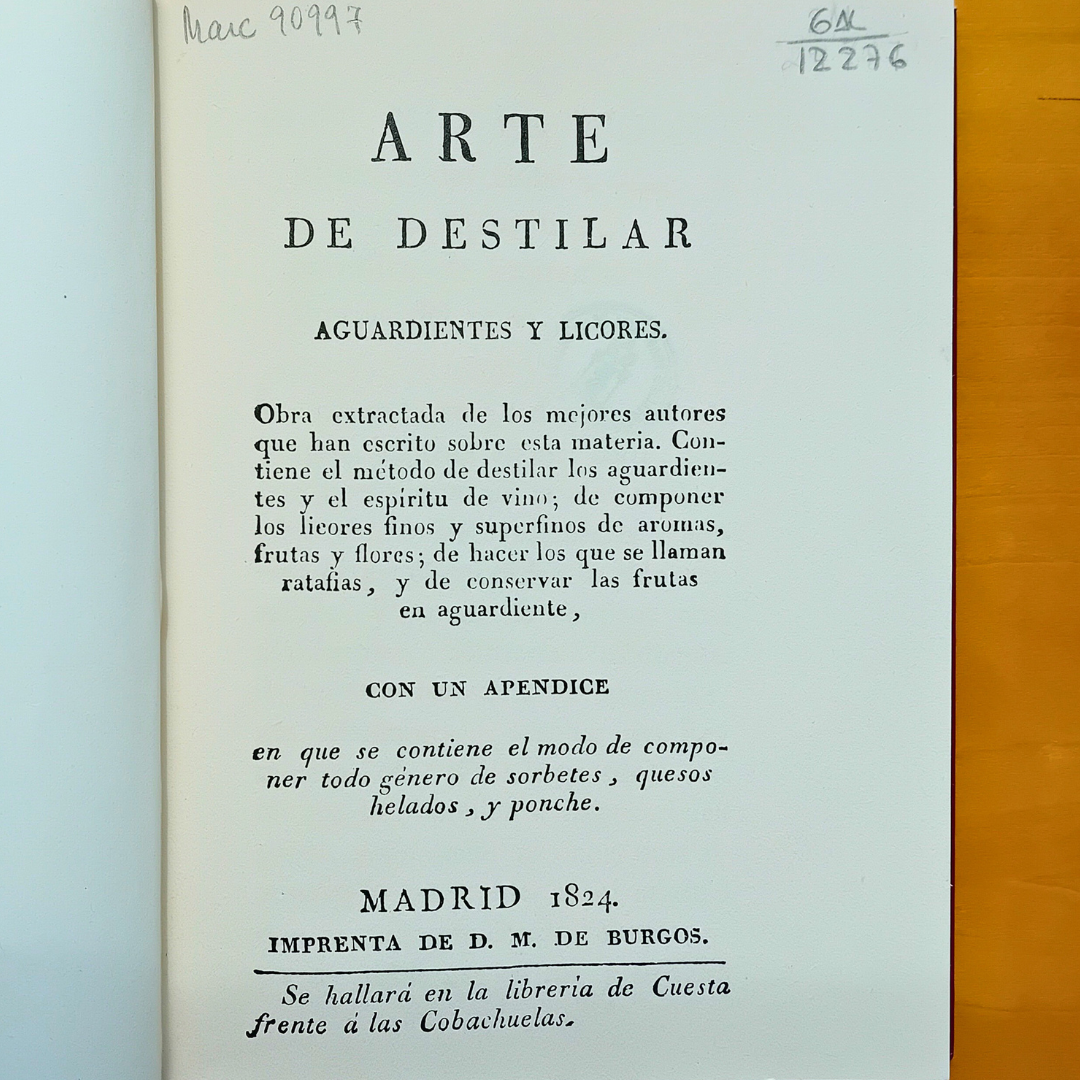 Marc 90997
12276
ARTE
DE DESTILAR
AGUARDIENTES Y LICORES.
Obra extractada de los mejores autores
que han escrito sobre esta materia. Con-
tiene el método de destilar los aguardien-
tes y el espíritu de vino; de componer
los licores finos y superfinos de aromas,
frutas y flores; de hacer los que se llaman
ratafias, y de conservar las frutas
en aguardiente,
CON UN APENDICE
en que se contiene el modo de compo-
ner todo género de sorbetes, quesos
helados, y ponche.
MADRID 1824.
IMPRENTA DE D. M. DE BURGOS.
Se hallará en la librería de Cuesta
frente á las Cobachuelas.